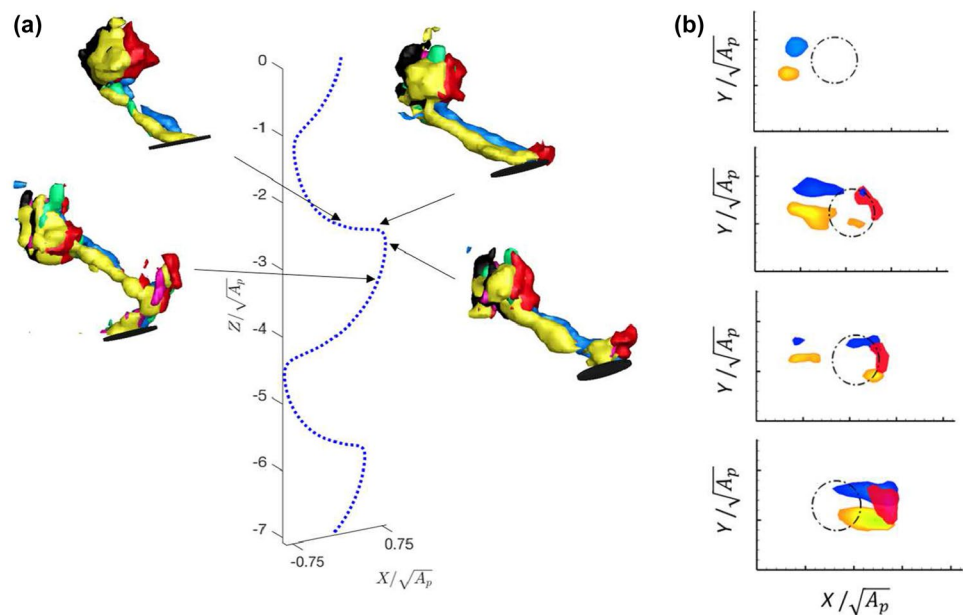 (a)
0
-1
-2
-3
-4
-5
-6
-7
Z/√A_p
-0.75
0.75
X/√A_p
(b)
Y/√A_p
Y/√A_p
Y/√A_p
Y/√A_p
X/√A_p